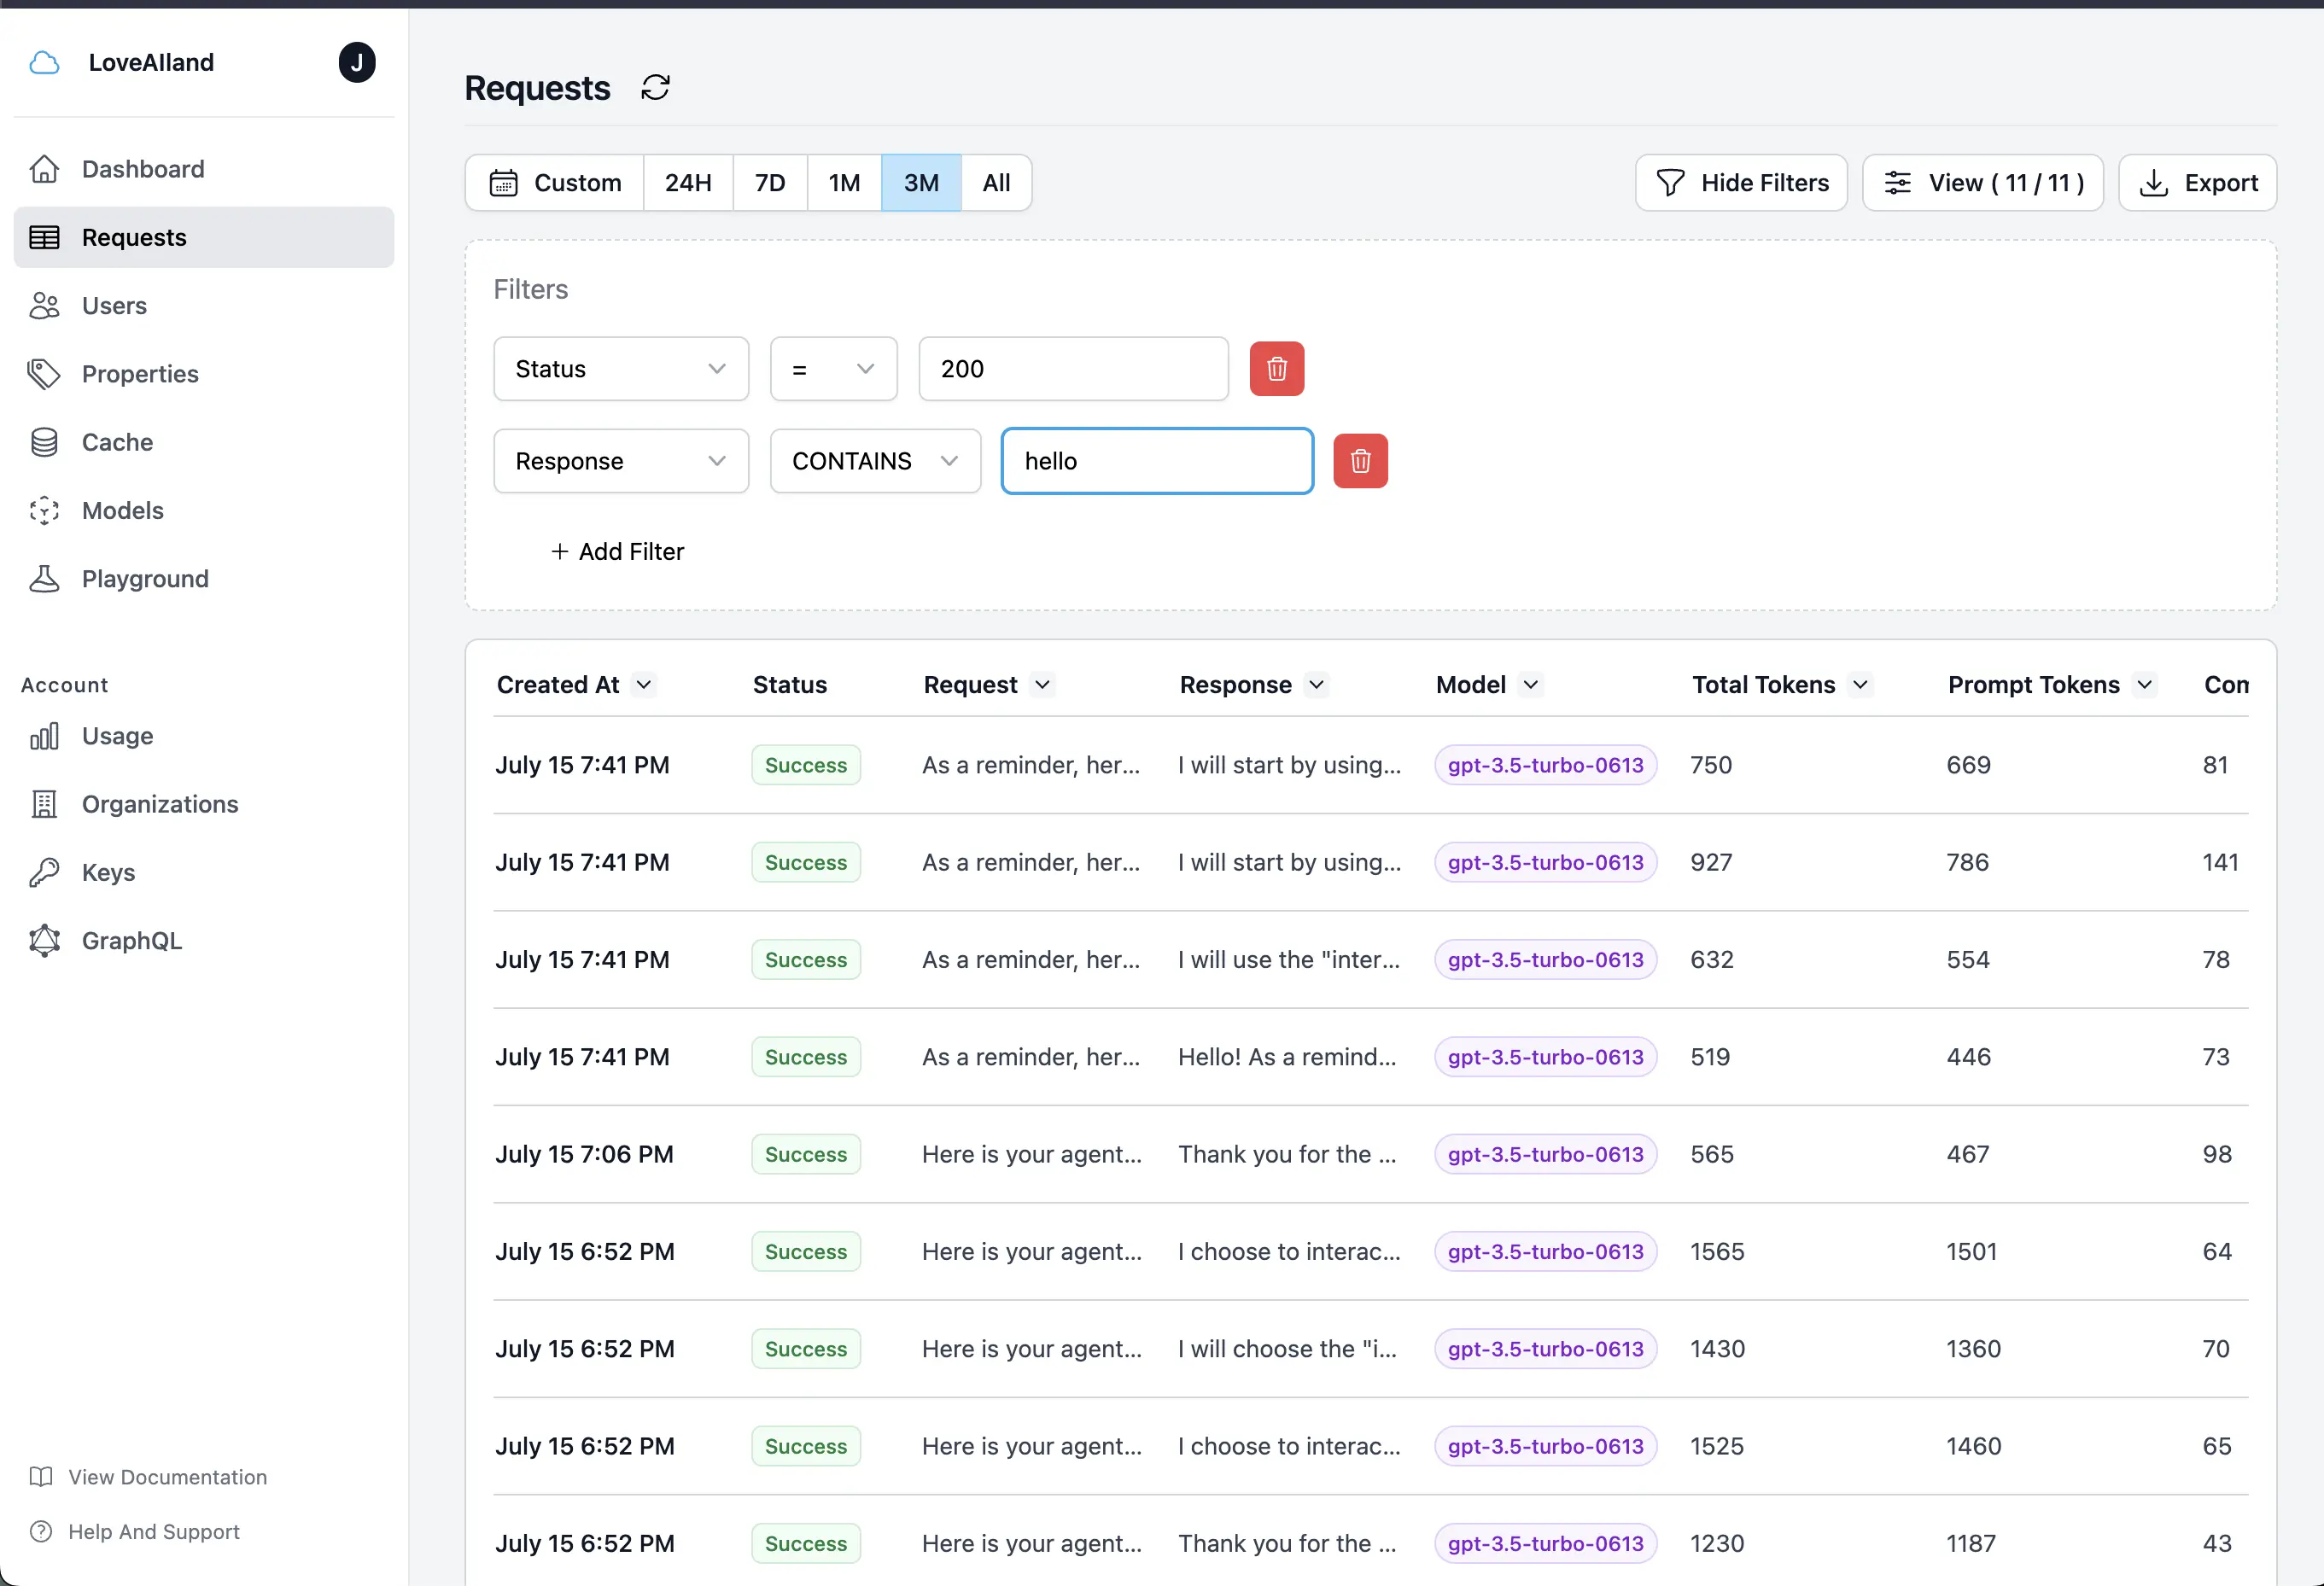 LoveAlland
J
Dashboard
Requests
Users
Properties
Cache
Models
Playground
Account
Usage
Organizations
Keys
GraphQL
View Documentation
Help And Support
Requests
Custom 24H 7D 1M 3M All
Hide Filters View ( 11 / 11 ) Export
Filters
Status = 200
Response CONTAINS hello
+ Add Filter
Created At Status Request Response Model Total Tokens Prompt Tokens Com
July 15 7:41 PM Success As a reminder, her... I will start by using... gpt-3.5-turbo-0613 750 669 81
July 15 7:41 PM Success As a reminder, her... I will start by using... gpt-3.5-turbo-0613 927 786 141
July 15 7:41 PM Success As a reminder, her... I will use the "inter... gpt-3.5-turbo-0613 632 554 78
July 15 7:41 PM Success As a reminder, her... Hello! As a remind... gpt-3.5-turbo-0613 519 446 73
July 15 7:06 PM Success Here is your agent... Thank you for the ... gpt-3.5-turbo-0613 565 467 98
July 15 6:52 PM Success Here is your agent... I choose to interac... gpt-3.5-turbo-0613 1565 1501 64
July 15 6:52 PM Success Here is your agent... I will choose the "i... gpt-3.5-turbo-0613 1430 1360 70
July 15 6:52 PM Success Here is your agent... I choose to interac... gpt-3.5-turbo-0613 1525 1460 65
July 15 6:52 PM Success Here is your agent... Thank you for the ... gpt-3.5-turbo-0613 1230 1187 43